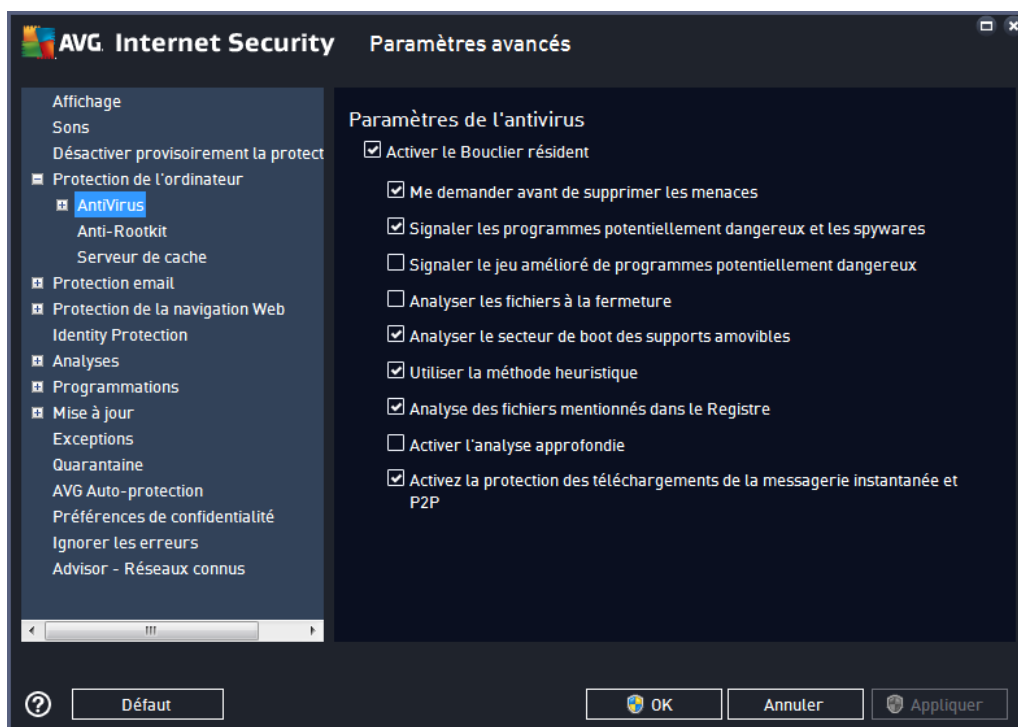 AVG. Internet Security Paramètres avancés
Affichage
Sons
Désactiver provisoirement la protect
Protection de l'ordinateur
AntiVirus
Anti-Rootkit
Serveur de cache
Protection email
Protection de la navigation Web
Identity Protection
Analyses
Programmations
Mise à jour
Exceptions
Quarantaine
AVG Auto-protection
Préférences de confidentialité
Ignorer les erreurs
Advisor - Réseaux connus
Paramètres de l'antivirus
Activer le Bouclier résident
Me demander avant de supprimer les menaces
Signaler les programmes potentiellement dangereux et les spywares
Signaler le jeu amélioré de programmes potentiellement dangereux
Analyser les fichiers à la fermeture
Analyser le secteur de boot des supports amovibles
Utiliser la méthode heuristique
Analyse des fichiers mentionnés dans le Registre
Activer l'analyse approfondie
Activez la protection des téléchargements de la messagerie instantanée et
P2P
? Défaut OK Annuler Appliquer